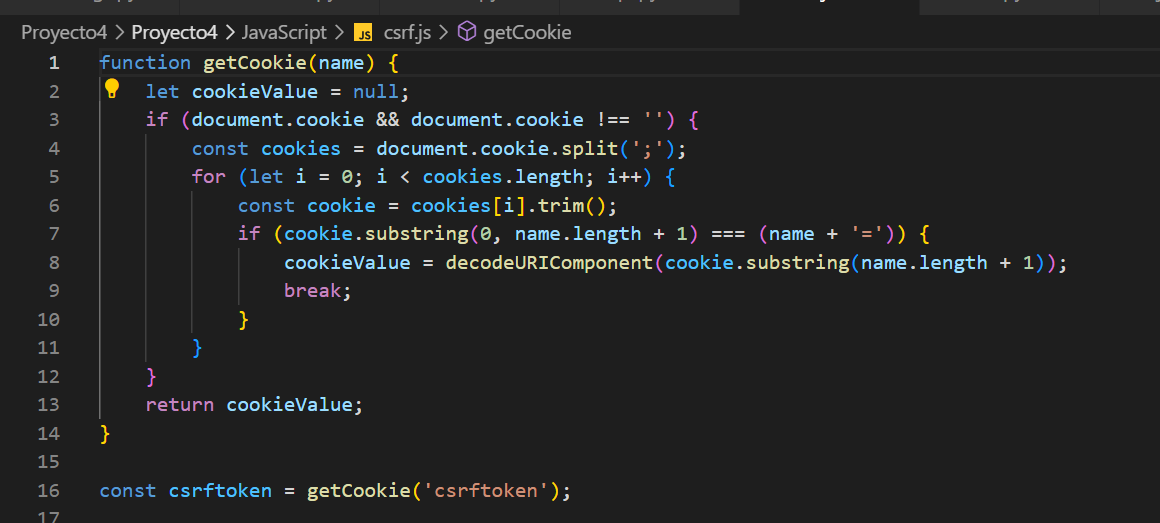 Proyecto4 > Proyecto4 > JavaScript > JS csrf.js > getCookie
1 function getCookie(name) {
2 let cookieValue = null;
3 if (document.cookie && document.cookie !== '') {
4 const cookies = document.cookie.split(';');
5 for (let i = 0; i < cookies.length; i++) {
6 const cookie = cookies[i].trim();
7 if (cookie.substring(0, name.length + 1) === (name + '=')) {
8 cookieValue = decodeURIComponent(cookie.substring(name.length + 1));
9 break;
10 }
11 }
12 }
13 return cookieValue;
14 }
15
16 const csrftoken = getCookie('csrftoken');
17